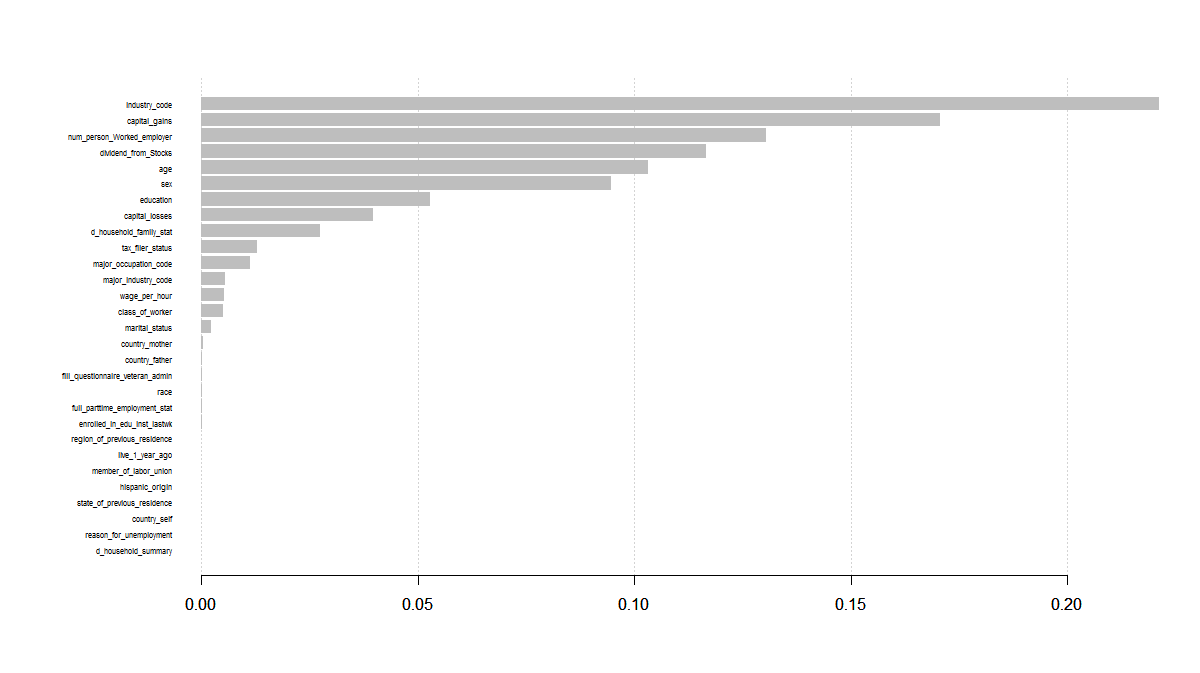 industry_code
capital_gains
num_person_Worked_employer
dividend_from_Stocks
age
sex
education
capital_losses
d_household_family_stat
tax_filer_status
major_occupation_code
major_industry_code
wage_per_hour
class_of_worker
marital_status
country_mother
country_father
fill_questionnaire_veteran_admin
race
full_parttime_employment_stat
enrolled_in_edu_inst_lastwk
region_of_previous_residence
live_1_year_ago
member_of_labor_union
hispanic_origin
state_of_previous_residence
country_self
reason_for_unemployment
d_household_summary
0.00 0.05 0.10 0.15 0.20